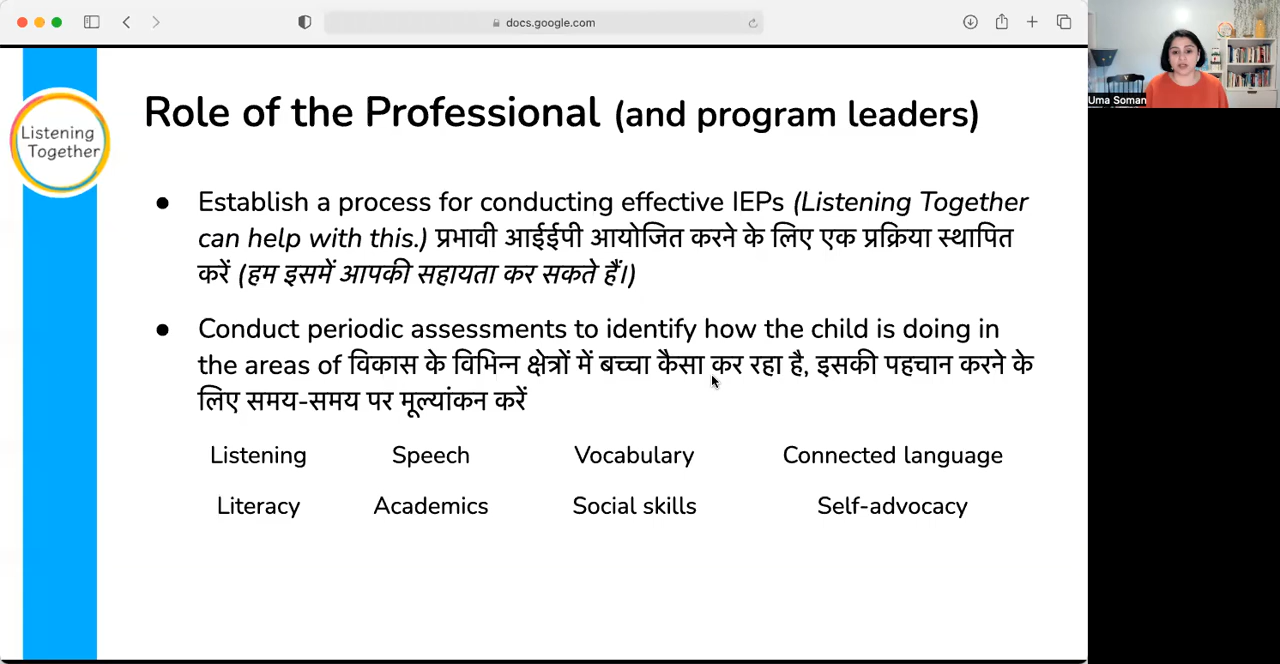 docs.google.com
Uma Soman
Listening
Together
Role of the Professional (and program leaders)
● Establish a process for conducting effective IEPs (Listening Together
can help with this.) प्रभावी आईईपी आयोजित करने के लिए एक प्रक्रिया स्थापित
करें (हम इसमें आपकी सहायता कर सकते हैं।)
● Conduct periodic assessments to identify how the child is doing in
the areas of विकास के विभिन्न क्षेत्रों में बच्चा कैसा कर रहा है, इसकी पहचान करने के
लिए समय-समय पर मूल्यांकन करें
Listening Speech Vocabulary Connected language
Literacy Academics Social skills Self-advocacy